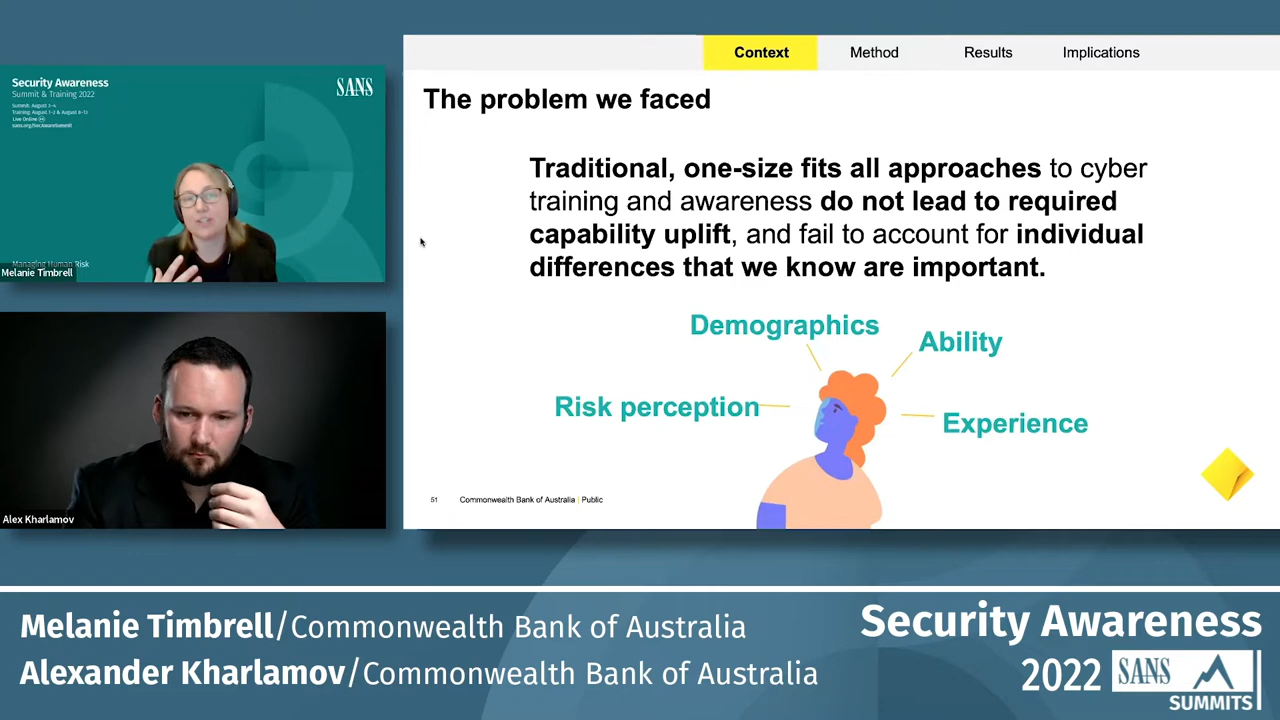 Security Awareness
Summit & Training 2022
Summit: August 3-4
Training: August 1-2 & August 8-13
Live Online
sans.org/SecAwareSummit
SANS
Managing Human Risk
Melanie Timbrell
Alex Kharlamov
Context
Method
Results
Implications
The problem we faced
Traditional, one-size fits all approaches to cyber
training and awareness do not lead to required
capability uplift, and fail to account for individual
differences that we know are important.
Demographics
Ability
Risk perception
Experience
51
Commonwealth Bank of Australia | Public
Melanie Timbrell/Commonwealth Bank of Australia
Alexander Kharlamov/Commonwealth Bank of Australia
Security Awareness
2022 SANS
SUMMITS